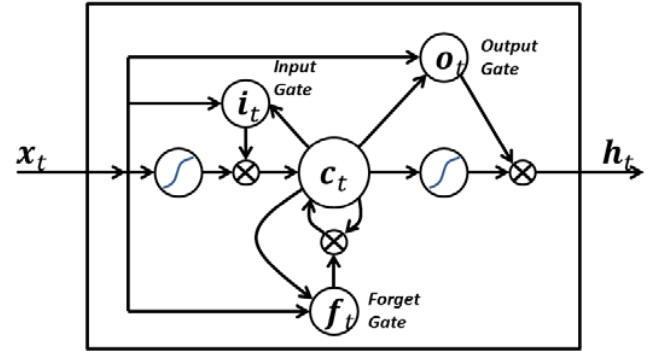 Output
Gate
o_t
Input
Gate
i_t
x_t
c_t
h_t
f_t
Forget
Gate